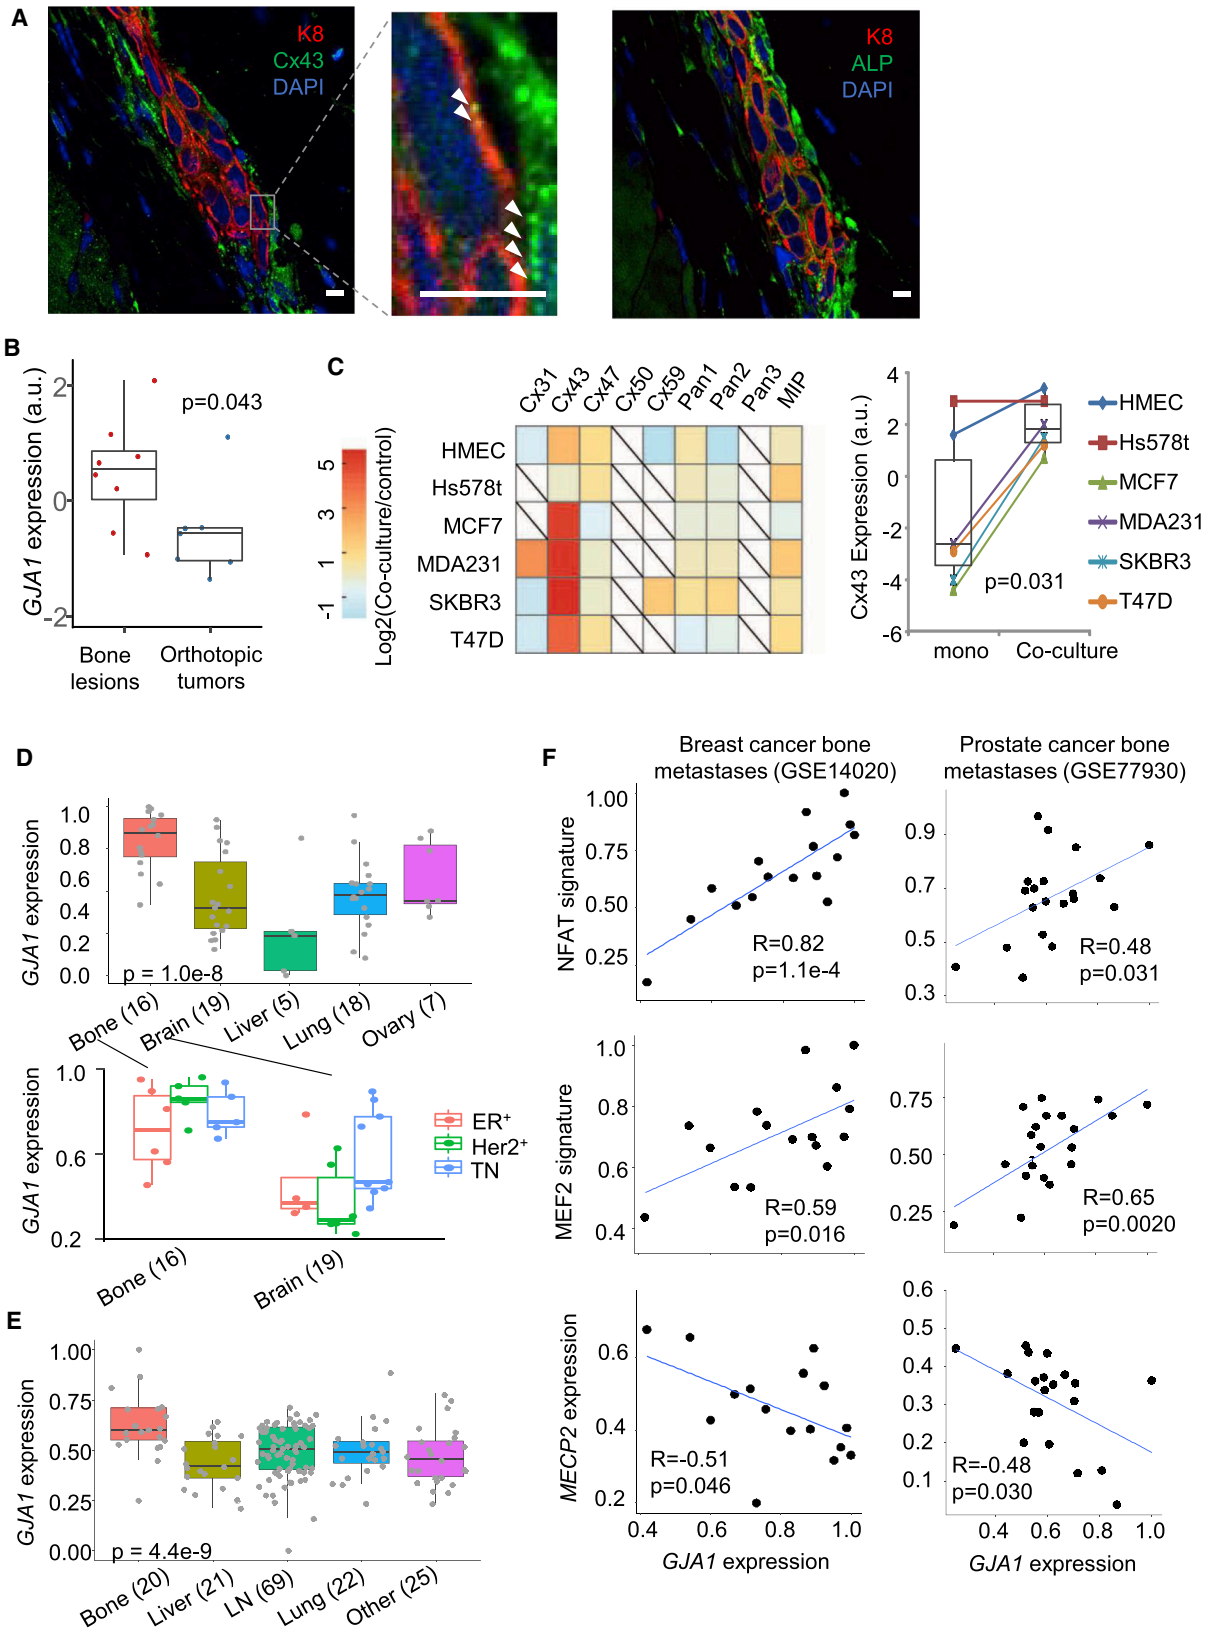 A
K8
Cx43
DAPI
K8
ALP
DAPI
B
GJA1 expression (a.u.)
2
0
-2
p=0.043
Bone lesions
Orthotopic tumors
C
Log2(Co-culture/control)
5
3
1
-1
Cx31 Cx43 Cx47 Cx50 Cx59 Pan1 Pan2 Pan3 MIP
HMEC
Hs578t
MCF7
MDA231
SKBR3
T47D
Cx43 Expression (a.u.)
4
2
0
-2
-4
-6
p=0.031
mono Co-culture
HMEC
Hs578t
MCF7
MDA231
SKBR3
T47D
D
GJA1 expression
1.0
0.8
0.6
0.4
0.2
0.0
p = 1.0e-8
Bone (16) Brain (19) Liver (5) Lung (18) Ovary (7)
GJA1 expression
1.0
0.6
0.2
Bone (16) Brain (19)
ER+
Her2+
TN
E
GJA1 expression
1.00
0.75
0.50
0.25
0.00
p = 4.4e-9
Bone (20) Liver (21) LN (69) Lung (22) Other (25)
F
Breast cancer bone
metastases (GSE14020)
Prostate cancer bone
metastases (GSE77930)
NFAT signature
1.00
0.75
0.50
0.25
R=0.82
p=1.1e-4
0.9
0.7
0.5
0.3
R=0.48
p=0.031
MEF2 signature
1.0
0.8
0.6
0.4
R=0.59
p=0.016
0.75
0.50
0.25
R=0.65
p=0.0020
MECP2 expression
0.6
0.4
0.2
R=-0.51
p=0.046
0.4 0.6 0.8 1.0
GJA1 expression
0.6
0.5
0.4
0.3
0.2
0.1
R=-0.48
p=0.030
0.4 0.6 0.8 1.0
GJA1 expression